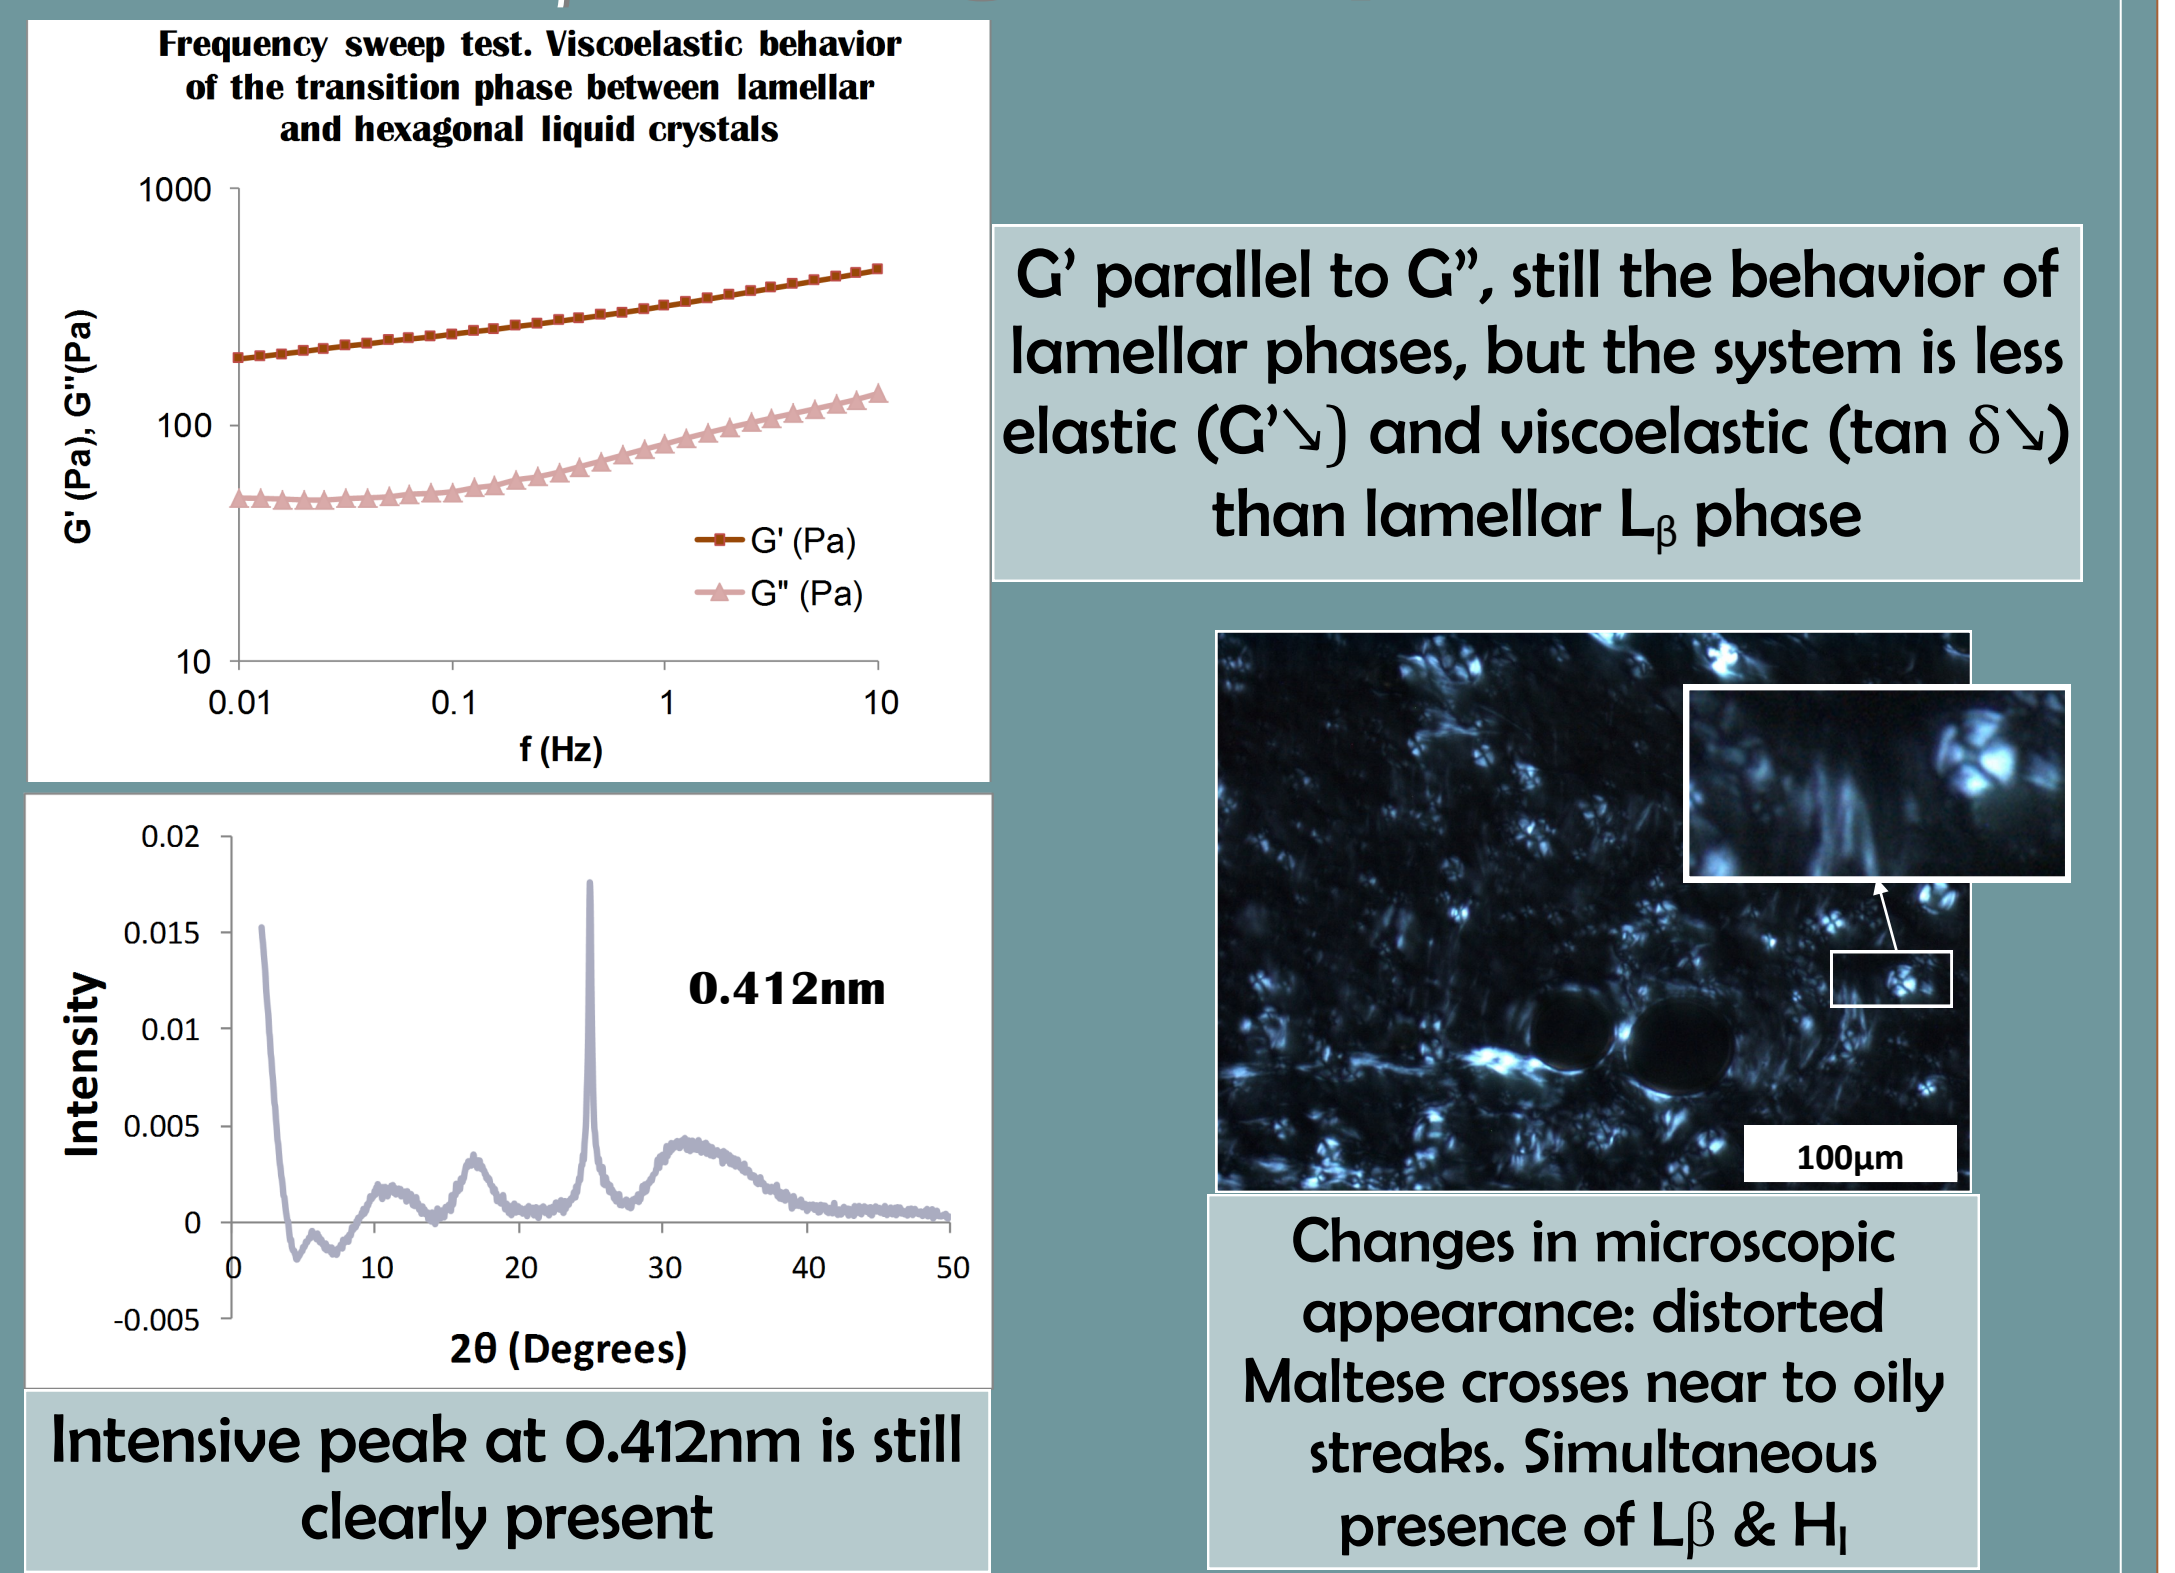 Frequency sweep test. Viscoelastic behavior
of the transition phase between lamellar
and hexagonal liquid crystals
1000
100
10
G' (Pa), G"(Pa)
G' (Pa)
G" (Pa)
0.01 0.1 1 10
f (Hz)
G’ parallel to G”, still the behavior of
lamellar phases, but the system is less
elastic (G’↘) and viscoelastic (tan δ↘)
than lamellar Lβ phase
0.02
0.015
0.01
0.005
0
-0.005
Intensity
0.412nm
0 10 20 30 40 50
2θ (Degrees)
Intensive peak at 0.412nm is still
clearly present
100µm
Changes in microscopic
appearance: distorted
Maltese crosses near to oily
streaks. Simultaneous
presence of Lβ & HI